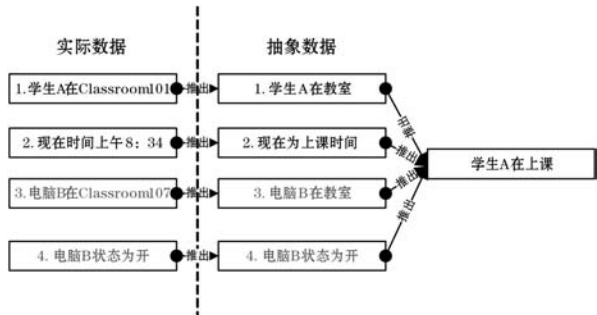 实际数据
抽象数据
1.学生A在Classroom101
推出
1.学生A在教室
推出
2.现在时间上午8：34
推出
2.现在为上课时间
推出
学生A在上课
3.电脑B在Classroom107
推出
3.电脑B在教室
推出
4.电脑B状态为开
推出
4.电脑B状态为开
推出